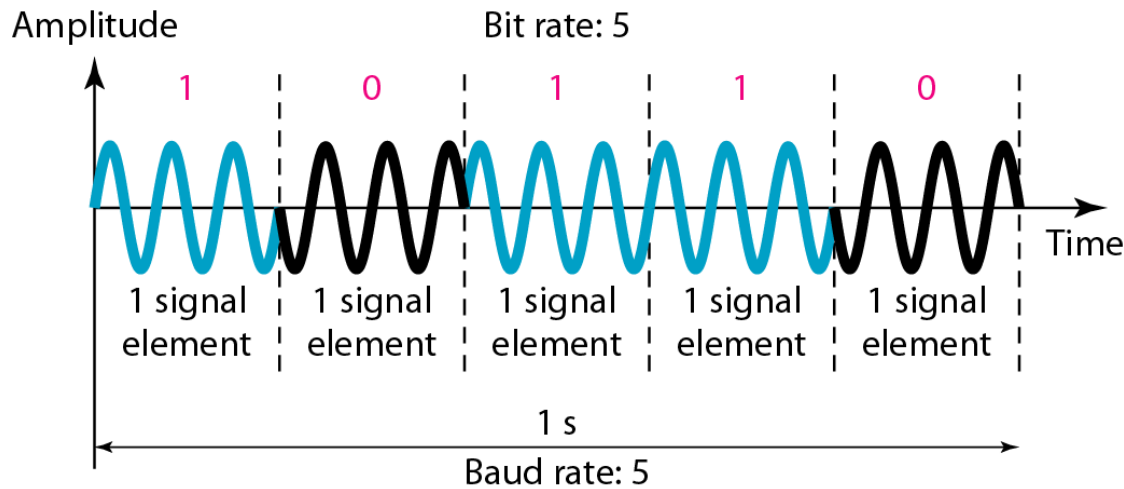 Amplitude
Bit rate: 5
1 0 1 1 0
Time
1 signal element
1 signal element
1 signal element
1 signal element
1 signal element
1 s
Baud rate: 5